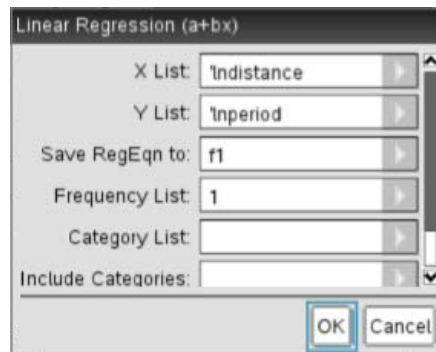 Linear Regression (a+bx)
X List: 'lndistance
Y List: 'lnperiod
Save RegEqn to: f1
Frequency List: 1
Category List:
Include Categories:
OK Cancel